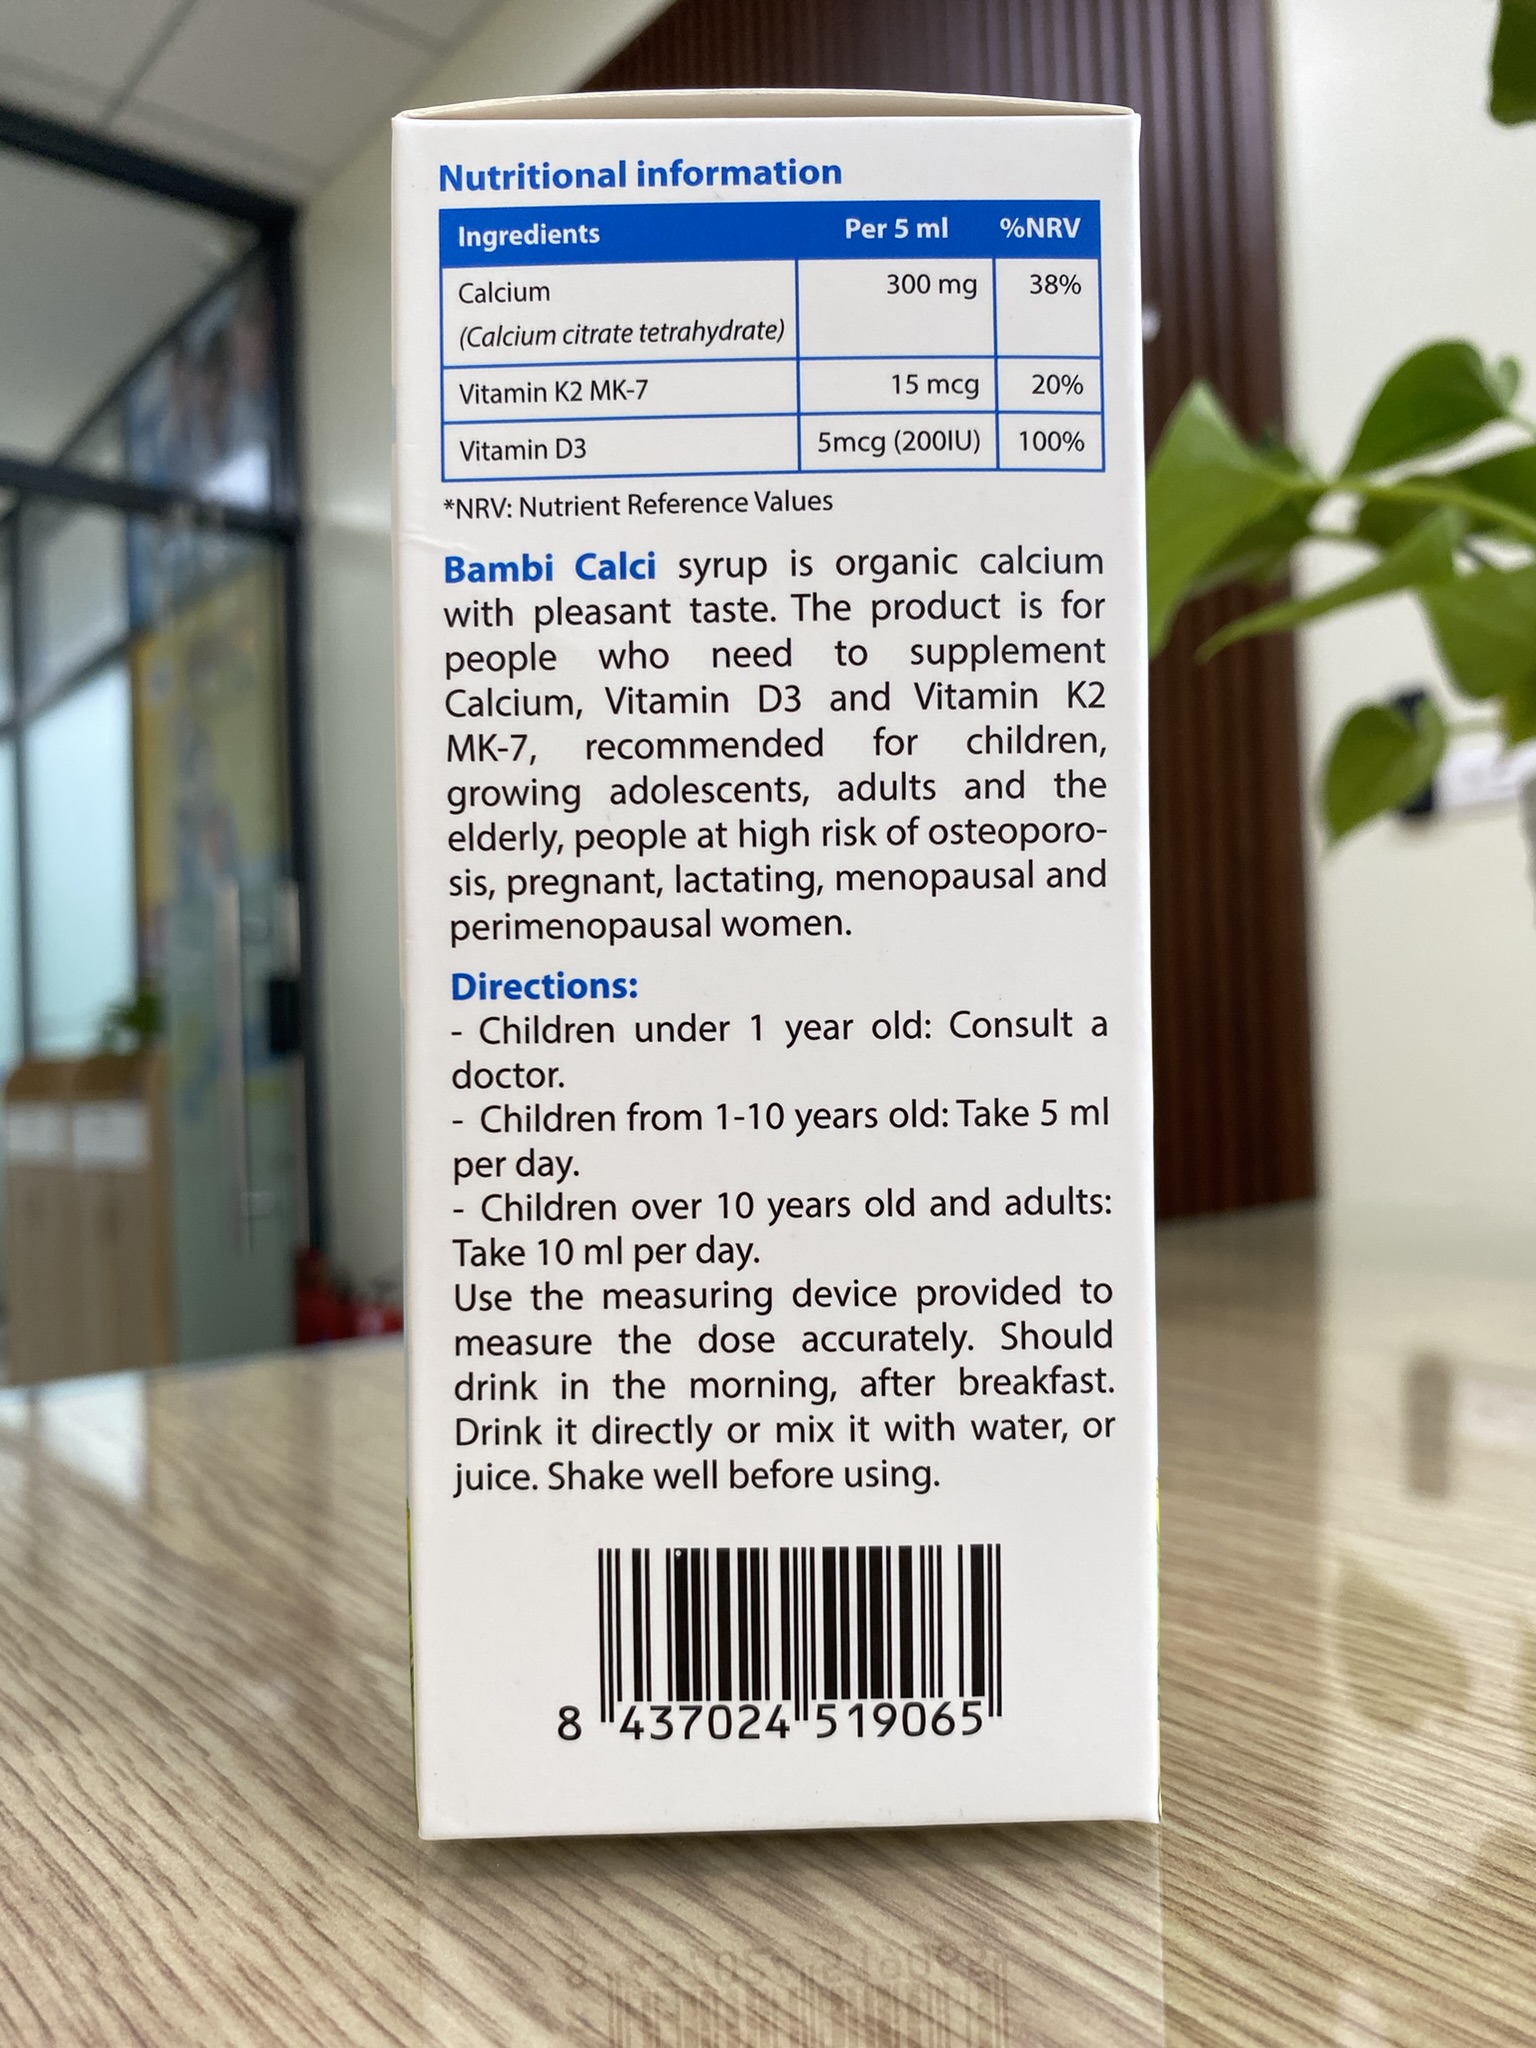 Nutritional information
Ingredients Per 5 ml %NRV
Calcium 300 mg 38%
(Calcium citrate tetrahydrate)
Vitamin K2 MK-7 15 mcg 20%
Vitamin D3 5mcg (200IU) 100%
*NRV: Nutrient Reference Values
Bambi Calci syrup is organic calcium
with pleasant taste. The product is for
people who need to supplement
Calcium, Vitamin D3 and Vitamin K2
MK-7, recommended for children,
growing adolescents, adults and the
elderly, people at high risk of osteoporo-
sis, pregnant, lactating, menopausal and
perimenopausal women.
Directions:
- Children under 1 year old: Consult a
doctor.
- Children from 1-10 years old: Take 5 ml
per day.
- Children over 10 years old and adults:
Take 10 ml per day.
Use the measuring device provided to
measure the dose accurately. Should
drink in the morning, after breakfast.
Drink it directly or mix it with water, or
juice. Shake well before using.
8 437024 519065